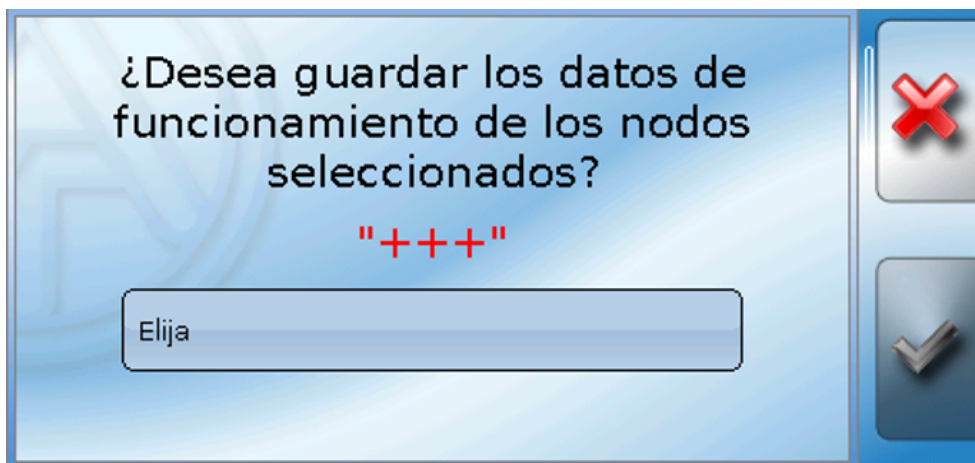 ¿Desea guardar los datos de
funcionamiento de los nodos
seleccionados?
"+++"
Elija